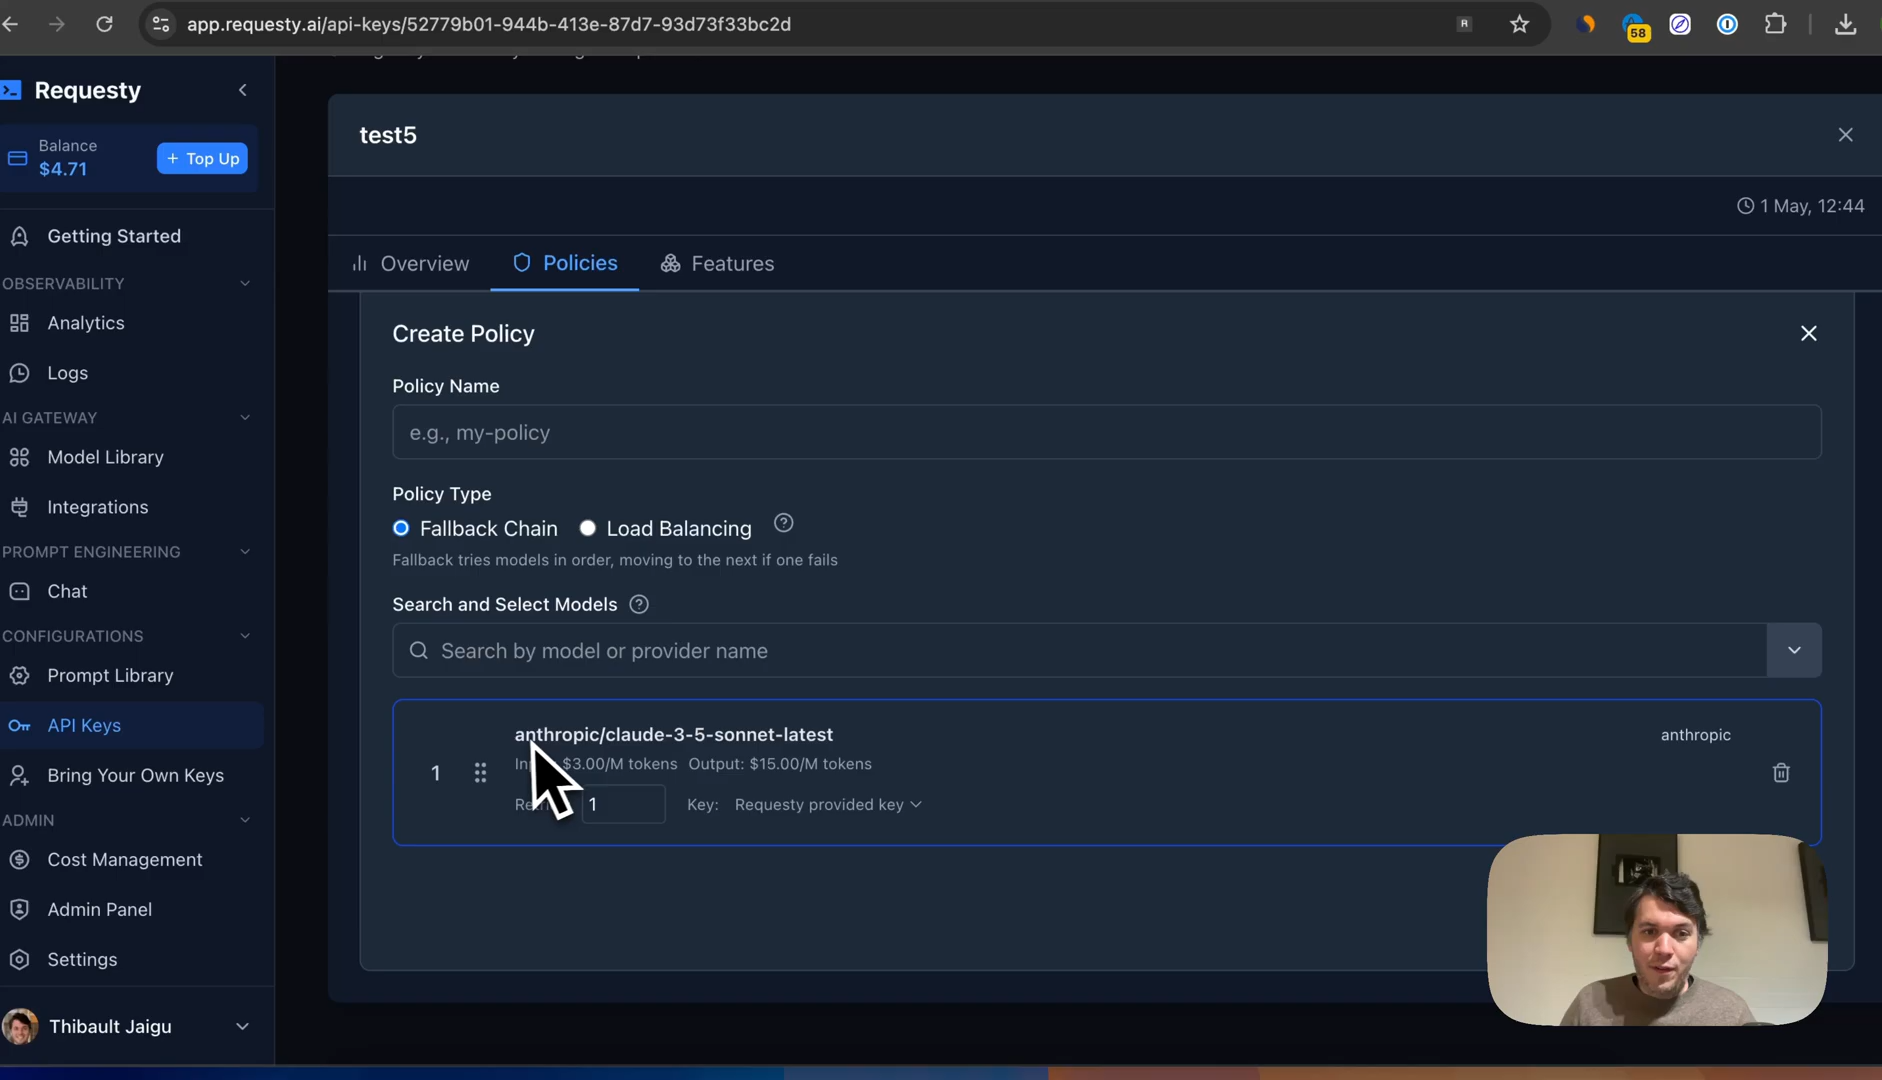 app.requesty.ai/api-keys/52779b01-944b-413e-87d7-93d73f33bc2d
R
58
Requesty
Balance
$4.71
+ Top Up
test5
1 May, 12:44
Getting Started
OBSERVABILITY
Analytics
Logs
AI GATEWAY
Model Library
Integrations
PROMPT ENGINEERING
Chat
CONFIGURATIONS
Prompt Library
API Keys
Bring Your Own Keys
ADMIN
Cost Management
Admin Panel
Settings
Thibault Jaigu
Overview
Policies
Features
Create Policy
Policy Name
e.g., my-policy
Policy Type
Fallback Chain
Load Balancing
?
Fallback tries models in order, moving to the next if one fails
Search and Select Models ?
Search by model or provider name
1
anthropic/claude-3-5-sonnet-latest
anthropic
$3.00/M tokens Output: $15.00/M tokens
1
Key: Requesty provided key